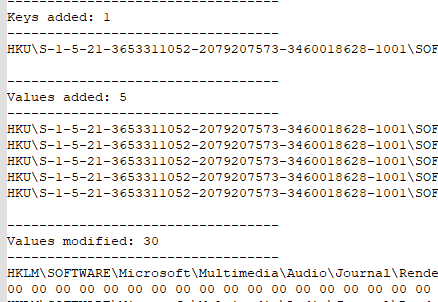 ----------------------------------
Keys added: 1
----------------------------------
HKU\S-1-5-21-3653311052-2079207573-3460018628-1001\SOF
----------------------------------
Values added: 5
----------------------------------
HKU\S-1-5-21-3653311052-2079207573-3460018628-1001\SOF
HKU\S-1-5-21-3653311052-2079207573-3460018628-1001\SOF
HKU\S-1-5-21-3653311052-2079207573-3460018628-1001\SOF
HKU\S-1-5-21-3653311052-2079207573-3460018628-1001\SOF
HKU\S-1-5-21-3653311052-2079207573-3460018628-1001\SOF
----------------------------------
Values modified: 30
----------------------------------
HKLM\SOFTWARE\Microsoft\Multimedia\Audio\Journal\Rende
00 00 00 00 00 00 00 00 00 00 00 00 00 00 00 00 00 00